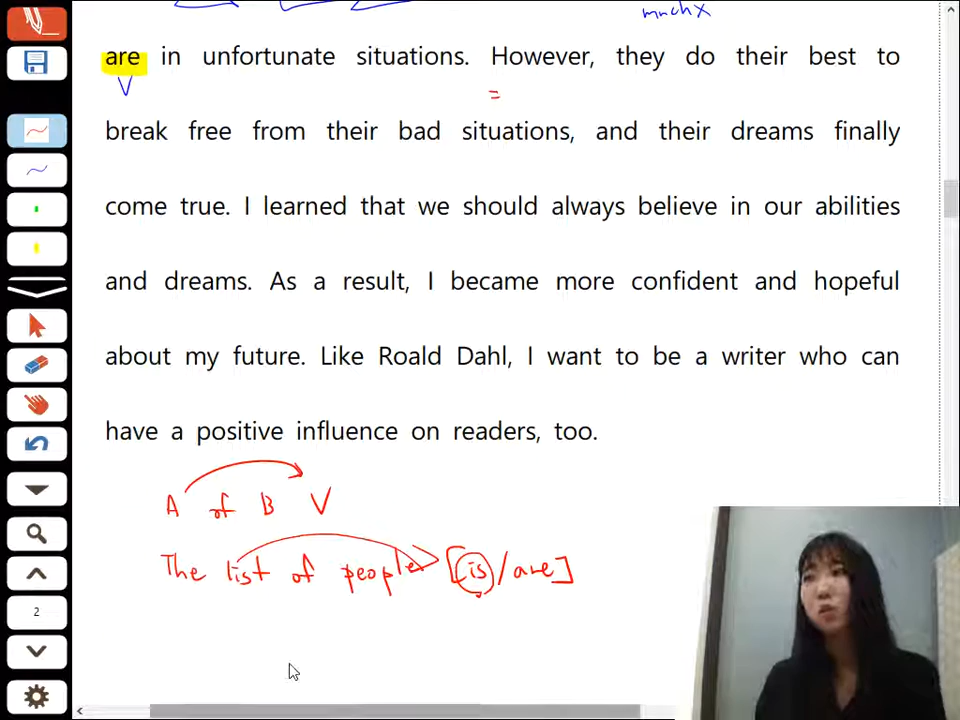 much X
are in unfortunate situations. However, they do their best to
V
=
break free from their bad situations, and their dreams finally
come true. I learned that we should always believe in our abilities
and dreams. As a result, I became more confident and hopeful
about my future. Like Roald Dahl, I want to be a writer who can
have a positive influence on readers, too.
A of B V
The list of people [is/are]
2